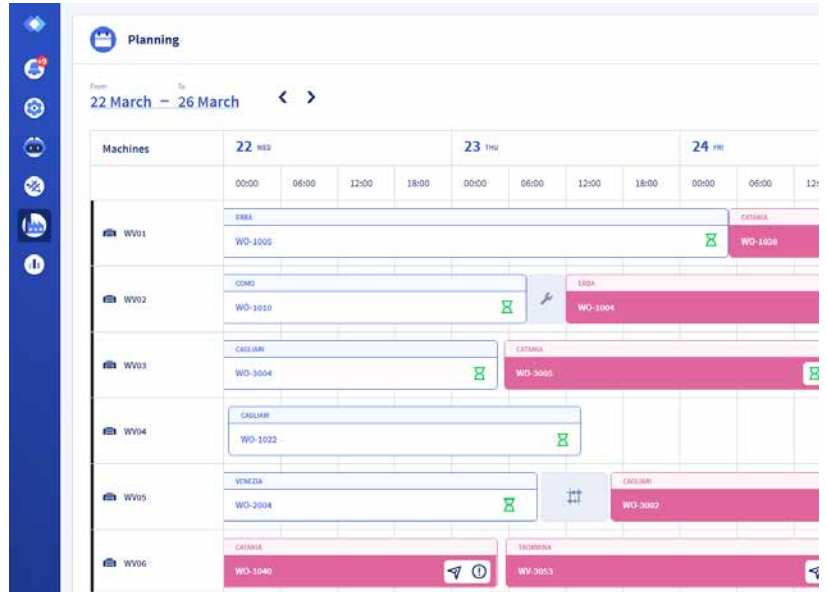 +9
Planning
From To
22 March – 26 March
Machines 22 WED 23 THU 24 FRI
00:00 06:00 12:00 18:00 00:00 06:00 12:00 18:00 00:00 06:00
ERBA CATANIA
WV01 WO-1005 WO-1038
COMO ERBA
WV02 WO-1010 WO-1004
CAGLIARI CATANIA
WV03 WO-3004 WO-3005
CAGLIARI
WV04 WO-1022
VENEZIA CAGLIARI
WV05 WO-2004 WO-3002
CATANIA TAORMINA
WV06 WO-1040 WV-3053